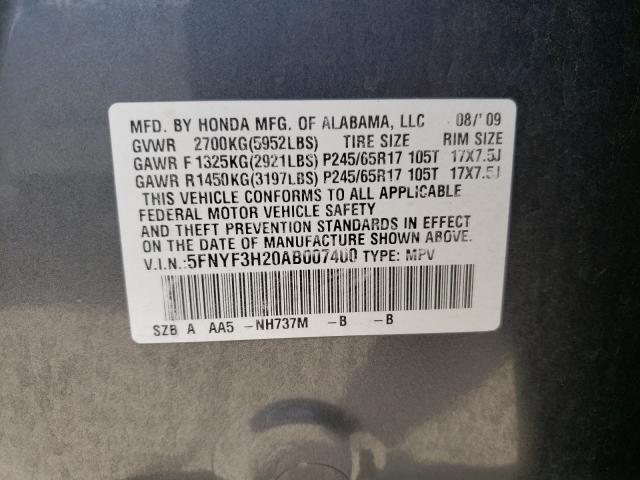 MFD. BY HONDA MFG. OF ALABAMA, LLC 08/'09
GVWR 2700KG(5952LBS) TIRE SIZE RIM SIZE
GAWR F 1325KG(2921LBS) P245/65R17 105T 17X7.5J
GAWR R1450KG(3197LBS) P245/65R17 105T 17X7.5J
THIS VEHICLE CONFORMS TO ALL APPLICABLE
FEDERAL MOTOR VEHICLE SAFETY
AND THEFT PREVENTION STANDARDS IN EFFECT
ON THE DATE OF MANUFACTURE SHOWN ABOVE.
V.I.N.:5FNYF3H20AB007400 TYPE: MPV
SZB A AA5 -NH737M -B -B